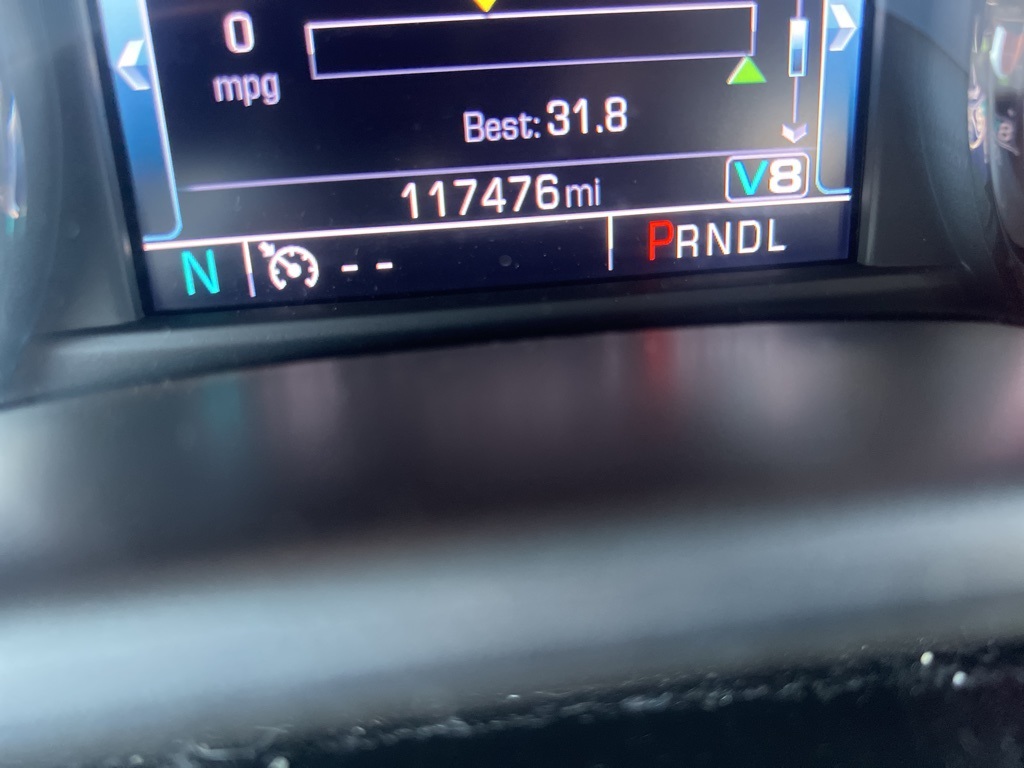 0
mpg
Best: 31.8
117476 mi
V8
N
--
PRNDL